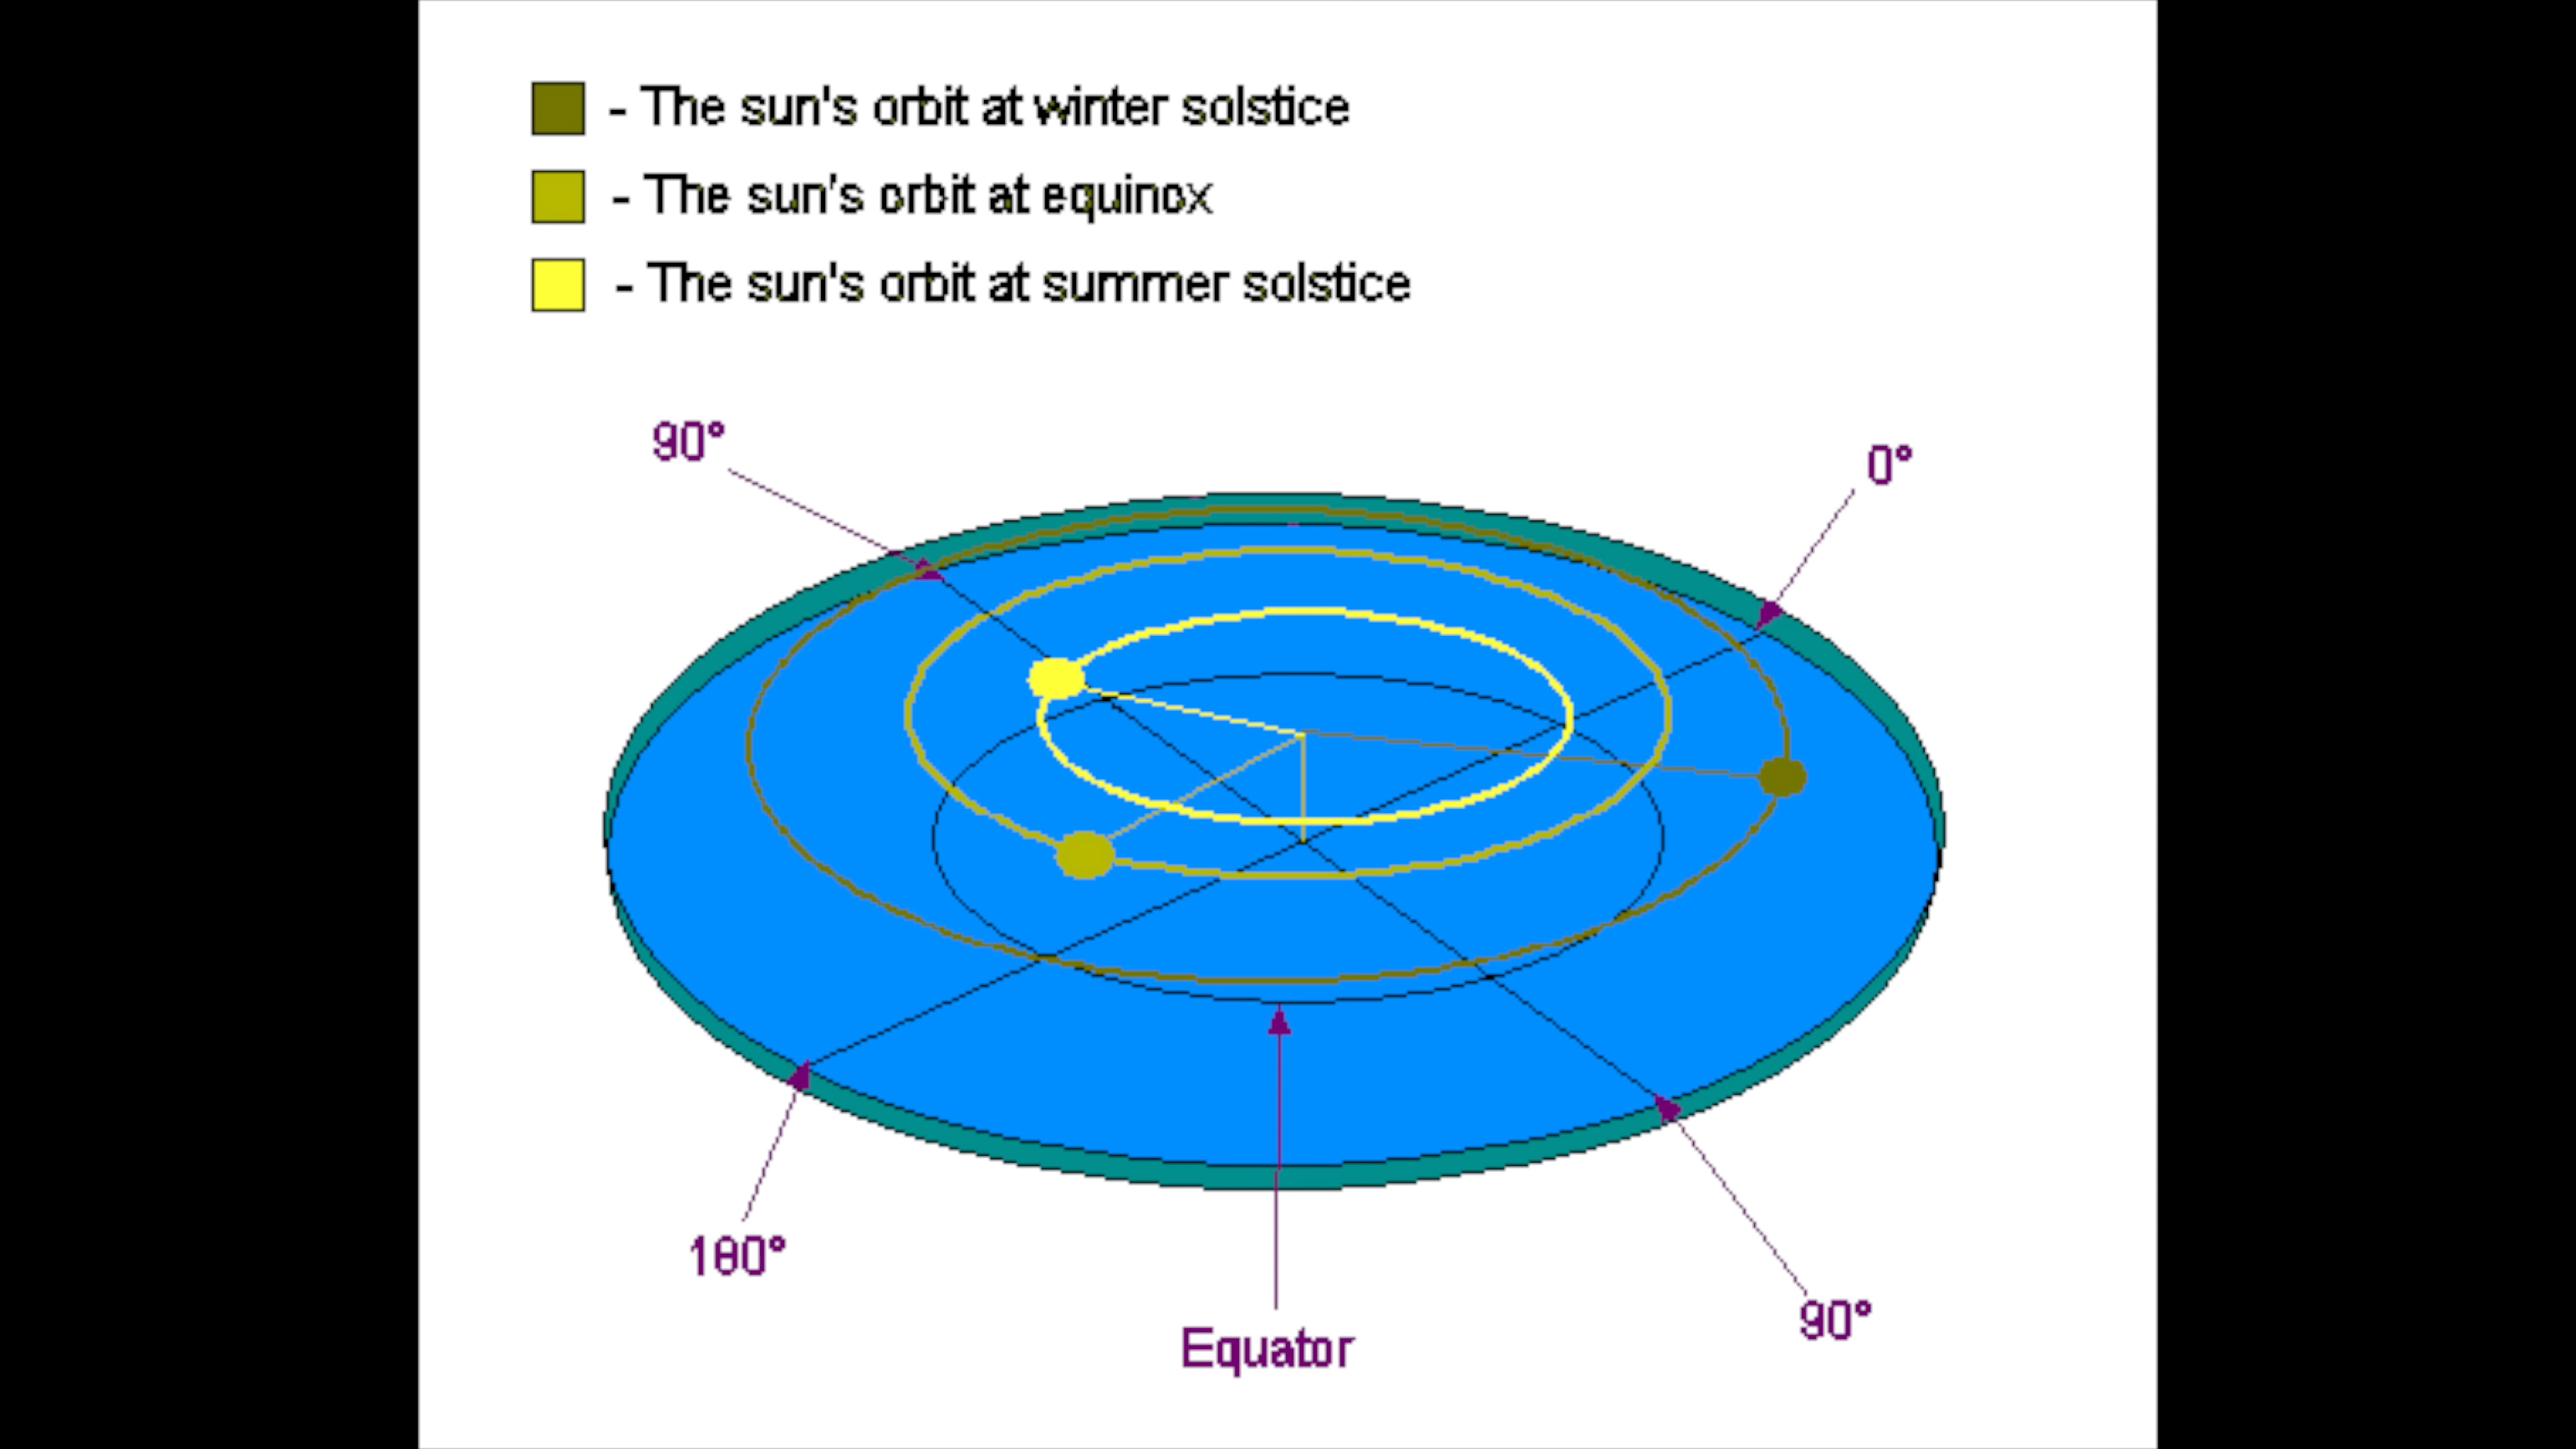 - The sun's orbit at winter solstice
- The sun's orbit at equinox
- The sun's orbit at summer solstice
90°
0°
180°
90°
Equator